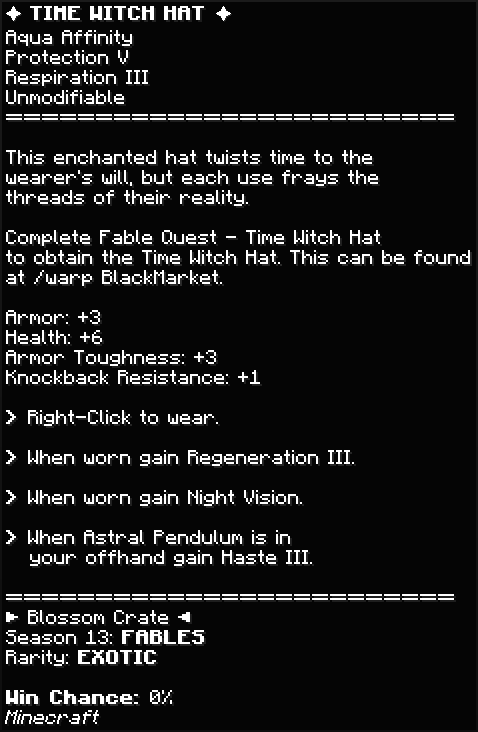 ✦ TIME WITCH HAT ✦
Aqua Affinity
Protection V
Respiration III
Unmodifiable
============================
This enchanted hat twists time to the
wearer's will, but each use frays the
threads of their reality.
Complete Fable Quest - Time Witch Hat
to obtain the Time Witch Hat. This can be found
at /warp BlackMarket.
Armor: +3
Health: +6
Armor Toughness: +3
Knockback Resistance: +1
> Right-Click to wear.
> When worn gain Regeneration III.
> When worn gain Night Vision.
> When Astral Pendulum is in
your offhand gain Haste III.
============================
► Blossom Crate ◄
Season 13: FABLES
Rarity: EXOTIC
Win Chance: 0%
Minecraft